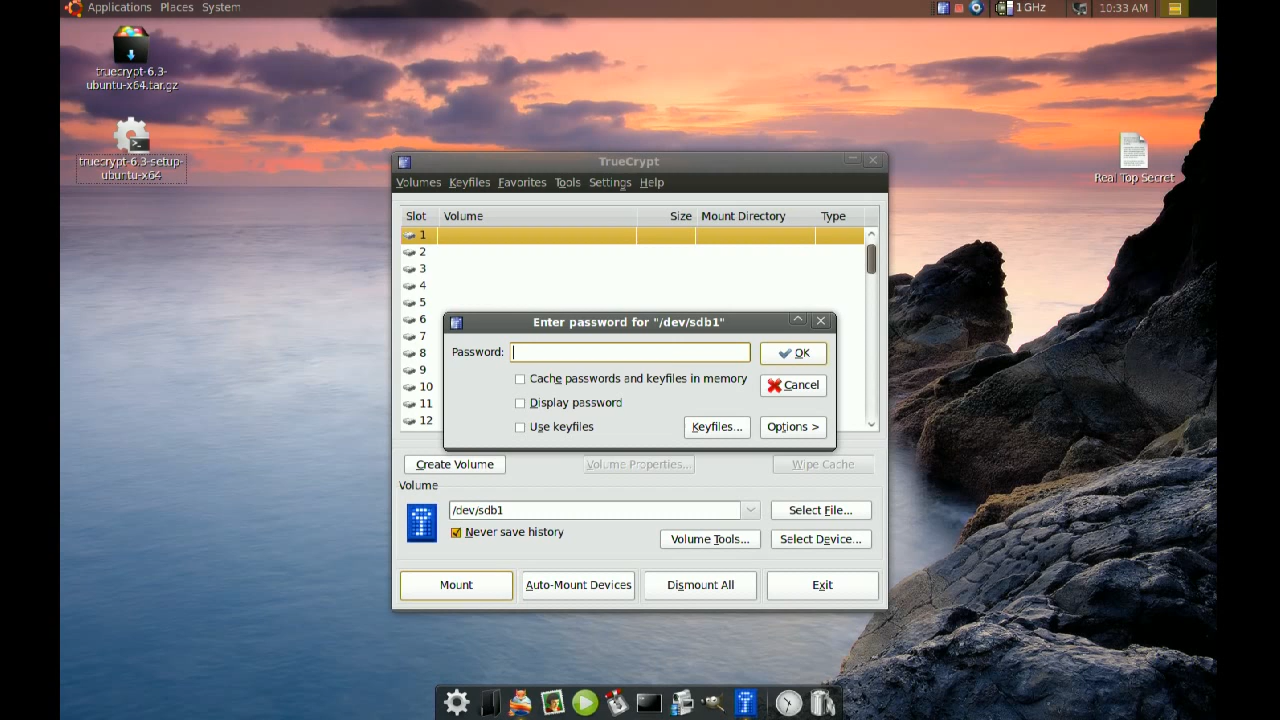 Applications Places System
1 GHz 10:33 AM
truecrypt-6.3-
ubuntu-x64.tar.gz
truecrypt-6.3-setup-
ubuntu-x64
Real Top Secret
TrueCrypt
Volumes Keyfiles Favorites Tools Settings Help
Slot Volume Size Mount Directory Type
1
2
3
4
5
6
7
8
9
10
11
12
Enter password for "/dev/sdb1"
Password: OK
Cache passwords and keyfiles in memory Cancel
Display password
Use keyfiles Keyfiles... Options >
Create Volume Volume Properties... Wipe Cache
Volume
/dev/sdb1 Select File...
Never save history Volume Tools... Select Device...
Mount Auto-Mount Devices Dismount All Exit